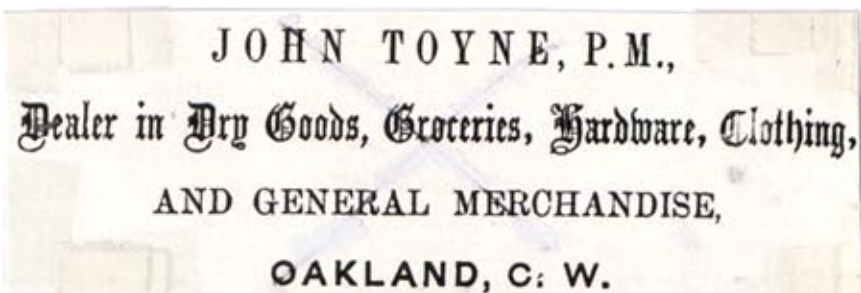 JOHN TOYNE, P.M.,
Dealer in Dry Goods, Groceries, Hardware, Clothing,
AND GENERAL MERCHANDISE,
OAKLAND, C: W.